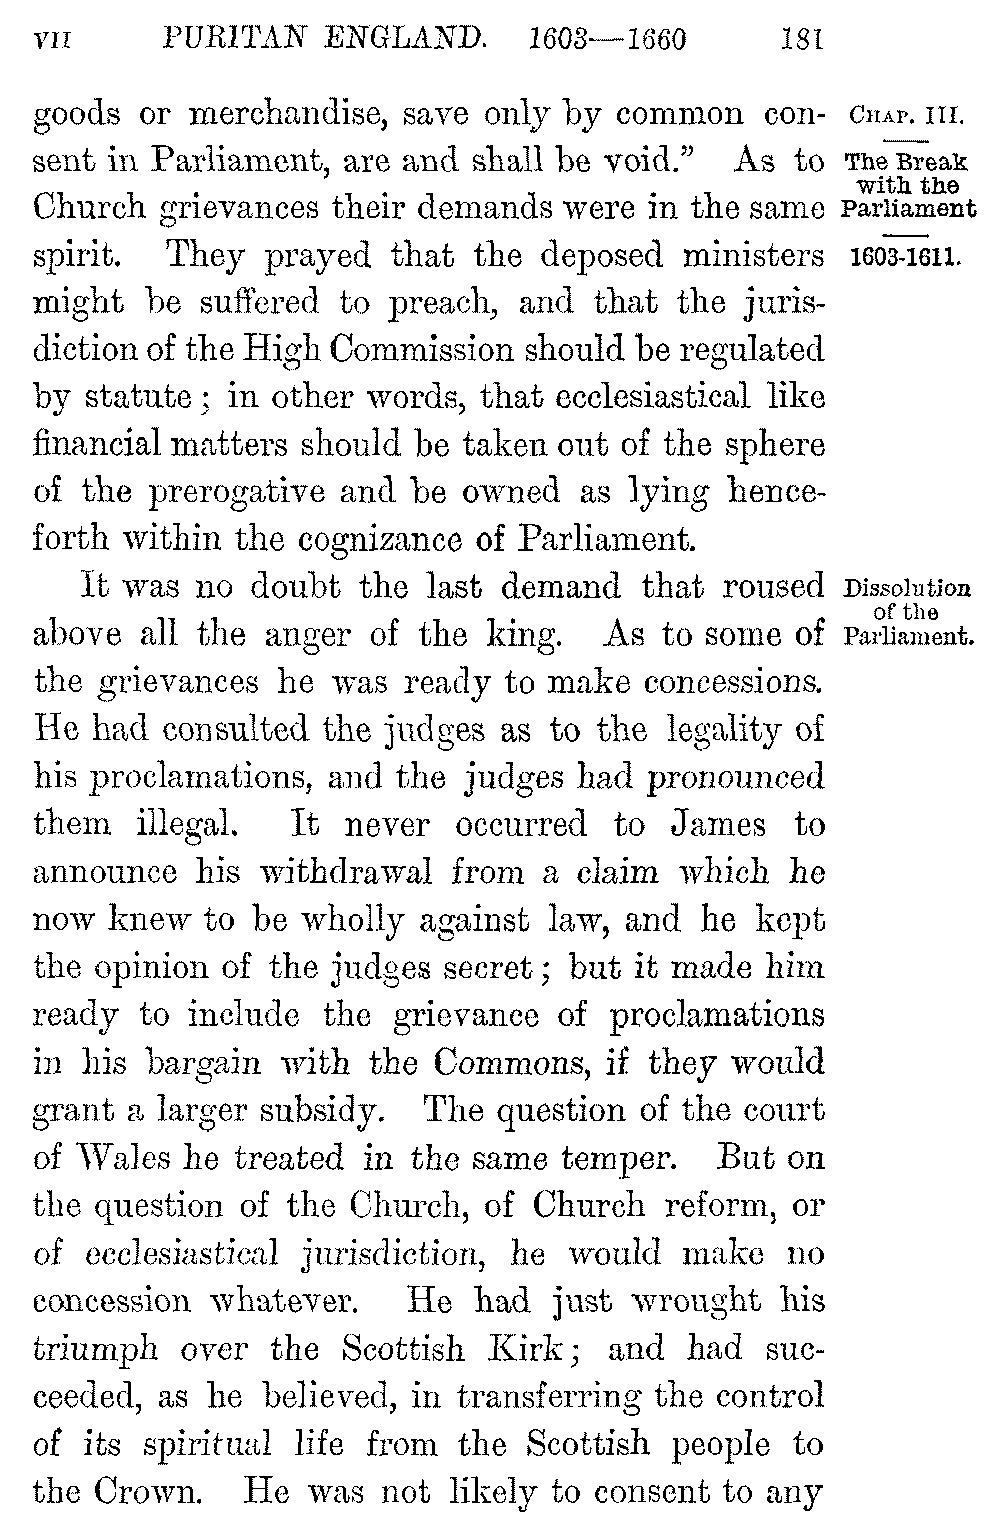 VII PURITAN ENGLAND. 1603—1660 181
goods or merchandise, save only by common con-
sent in Parliament, are and shall be void.” As to
Church grievances their demands were in the same
spirit. They prayed that the deposed ministers
might be suffered to preach, and that the juris-
diction of the High Commission should be regulated
by statute; in other words, that ecclesiastical like
financial matters should be taken out of the sphere
of the prerogative and be owned as lying hence-
forth within the cognizance of Parliament.
CHAP. III.
The Break
with the
Parliament
1603-1611.
It was no doubt the last demand that roused
above all the anger of the king. As to some of
the grievances he was ready to make concessions.
He had consulted the judges as to the legality of
his proclamations, and the judges had pronounced
them illegal. It never occurred to James to
announce his withdrawal from a claim which he
now knew to be wholly against law, and he kept
the opinion of the judges secret; but it made him
ready to include the grievance of proclamations
in his bargain with the Commons, if they would
grant a larger subsidy. The question of the court
of Wales he treated in the same temper. But on
the question of the Church, of Church reform, or
of ecclesiastical jurisdiction, he would make no
concession whatever. He had just wrought his
triumph over the Scottish Kirk; and had suc-
ceeded, as he believed, in transferring the control
of its spiritual life from the Scottish people to
the Crown. He was not likely to consent to any
Dissolution
of the
Parliament.